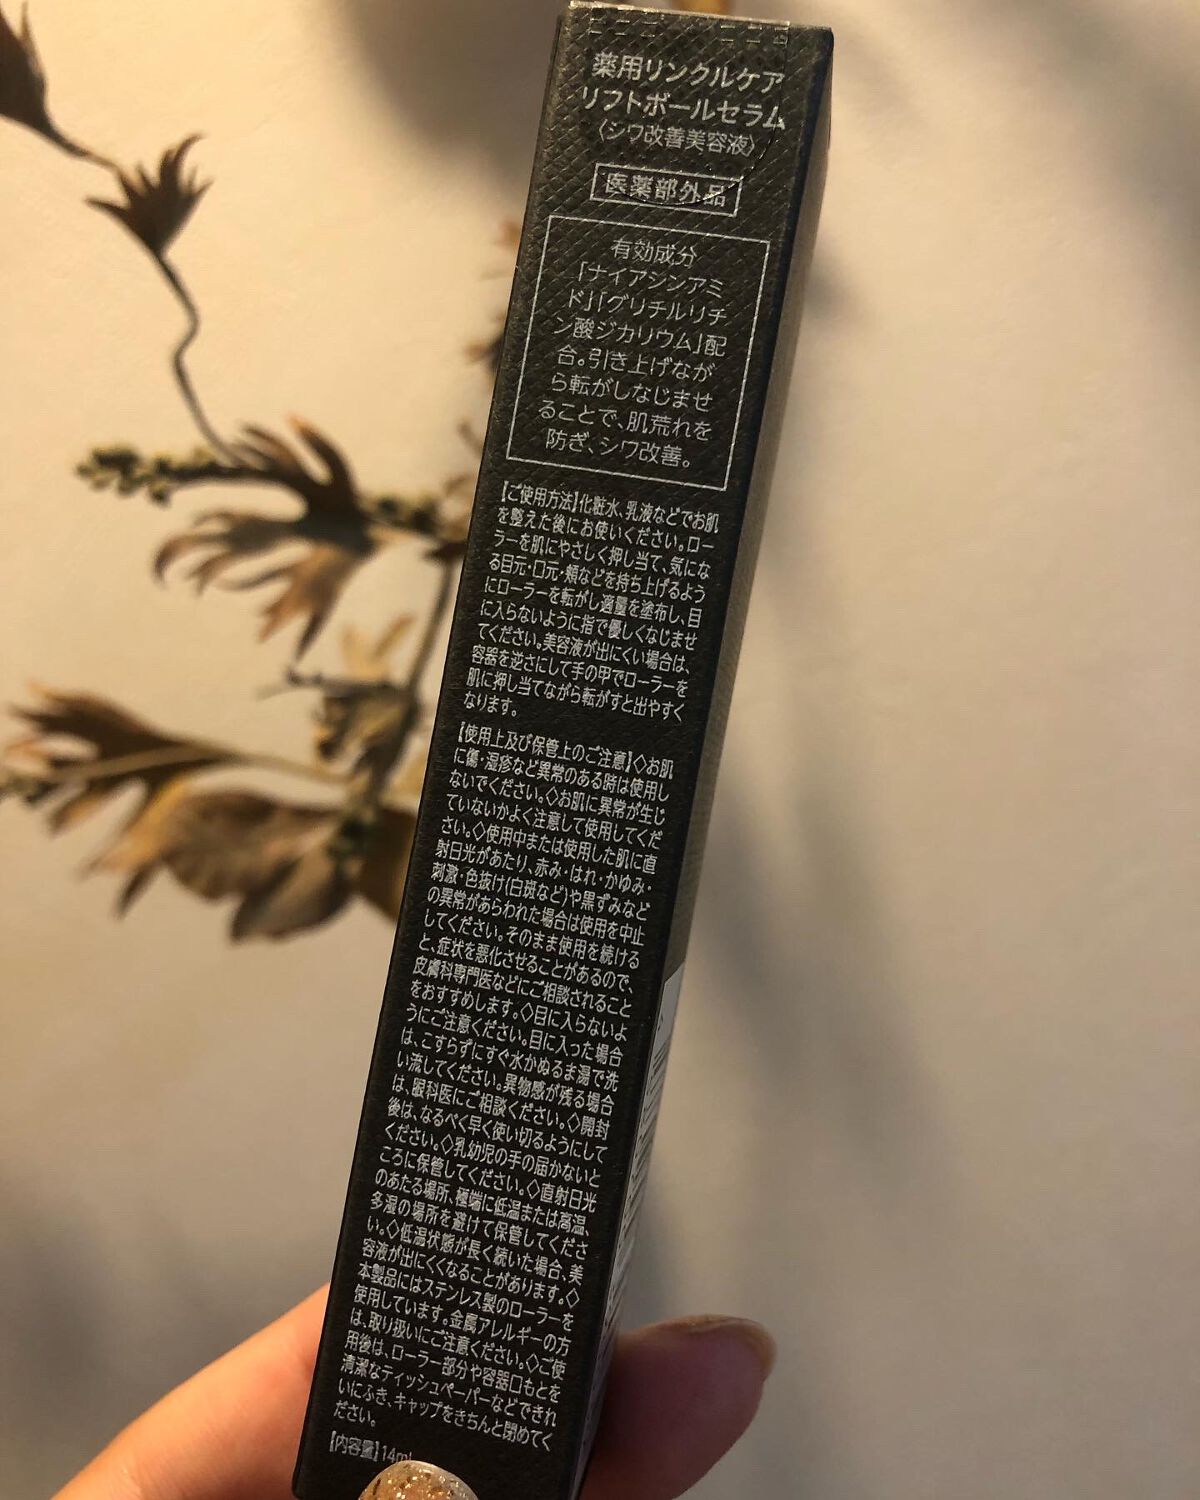 薬用リンクルケア
リフトボールセラム
〈シワ改善美容液〉
医薬部外品
有効成分
「ナイアシンアミ
ド」「グリチルリチ
ン酸ジカリウム」配
合。引き上げなが
ら転がしなじませ
ることで、肌荒れを
防ぎ、シワ改善。
【ご使用方法】化粧水、乳液などでお肌
を整えた後にお使いください。ロー
ラーを肌にやさしく押し当て、気にな
る目元・口元・頬などを持ち上げるよう
にローラーを転がし適量を塗布し、目
に入らないように指で優しくなじませ
てください。美容液が出にくい場合は、
容器を逆さにして手の甲でローラーを
肌に押し当てながら転がすと出やすく
なります。
【使用上及び保管上のご注意】◇お肌
に傷・湿疹など異常のある時は使用し
ないでください。◇お肌に異常が生じ
ていないかよく注意して使用してくだ
さい。◇使用中または使用した肌に直
射日光があたり、赤み・はれ・かゆみ・
刺激・色抜け(白斑など)や黒ずみなど
の異常があらわれた場合は使用を中止
してください。そのまま使用を続ける
と、症状を悪化させることがあるので、
皮膚科専門医などにご相談されること
をおすすめします。◇目に入らないよ
うにご注意ください。目に入った場合
は、こすらずにすぐ水かぬるま湯で洗
い流してください。異物感が残る場合
は、眼科医にご相談ください。◇開封
後は、なるべく早く使い切るようにして
ください。◇乳幼児の手の届かないと
ころに保管してください。◇直射日光
のあたる場所、極端に低温または高温、
多湿の場所を避けて保管してくださ
い。◇低温状態が長く続いた場合、美
容液が出にくくなることがあります。◇
本製品にはステンレス製のローラーを
使用しています。金属アレルギーの方
は、取り扱いにご注意ください。◇ご使
用後は、ローラー部分や容器口もとを
清潔なティッシュペーパーなどできれ
いにふき、キャップをきちんと閉めてく
ださい。
【内容量】14ml